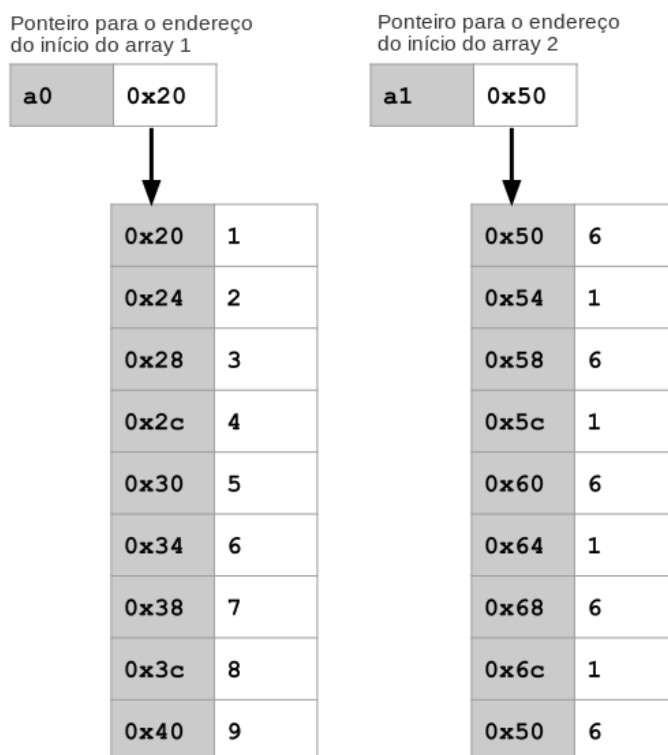 Ponteiro para o endereço
do início do array 1
Ponteiro para o endereço
do início do array 2
a0 0x20
a1 0x50
0x20 1
0x24 2
0x28 3
0x2c 4
0x30 5
0x34 6
0x38 7
0x3c 8
0x40 9
0x50 6
0x54 1
0x58 6
0x5c 1
0x60 6
0x64 1
0x68 6
0x6c 1
0x50 6